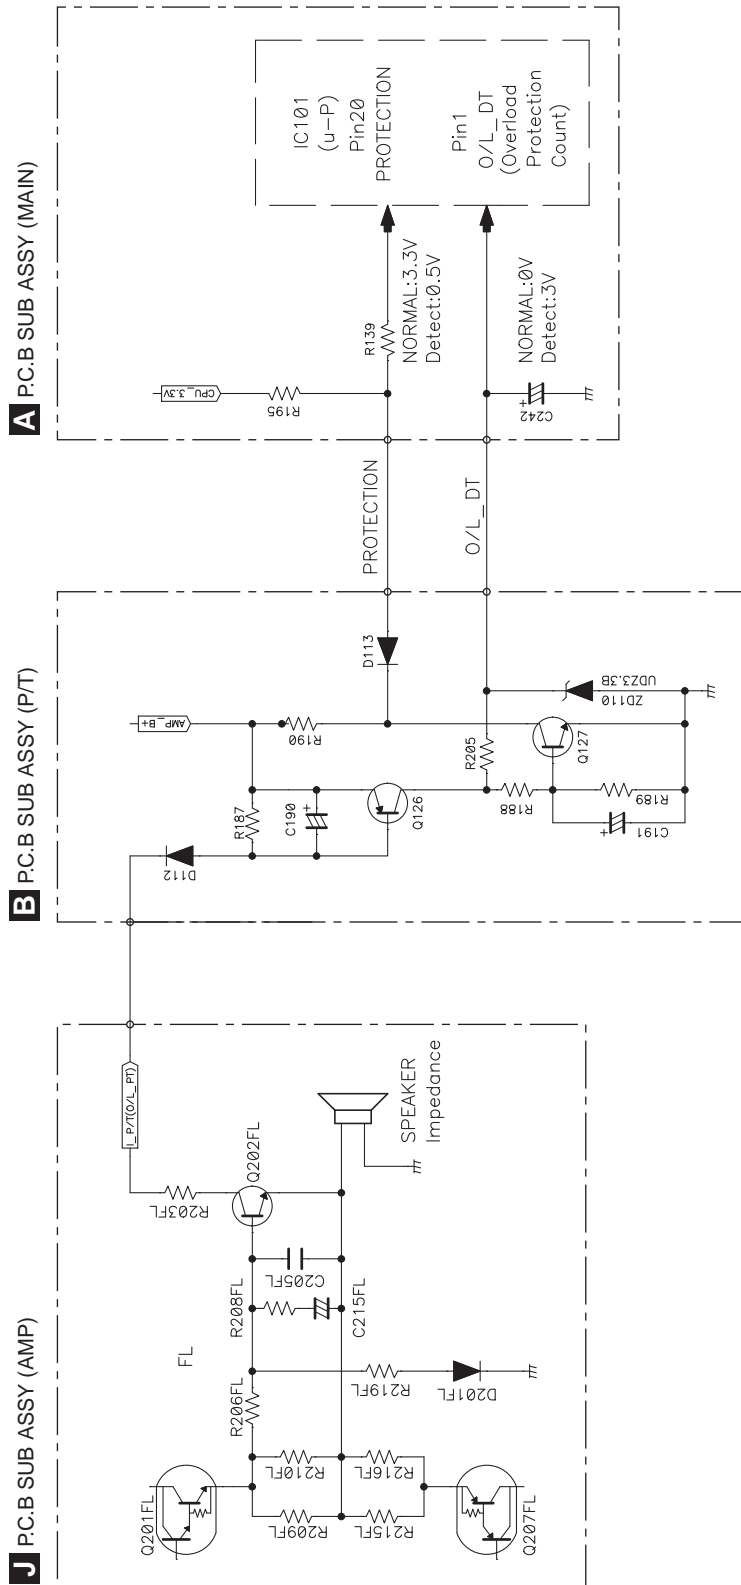 A P.C.B SUB ASSY (MAIN)
IC101
(u-P)
Pin20
PROTECTION
Pin1
O/L_DT
(Overload
Protection
Count)
R139
NORMAL:3.3V
Detect:0.5V
NORMAL:0V
Detect:3V
CPU_3.3V
R195
C242
+
PROTECTION
O/L_DT
B P.C.B SUB ASSY (P/T)
D113
AMP_B+
R190
R205
UDZ3.3B
ZD110
Q127
R187
C190
+
Q126
R188
R189
C191
+
D112
J P.C.B SUB ASSY (AMP)
I_P/T(O/L_PT)
R203FL
Q202FL
SPEAKER
Impedance
C205FL
R208FL
C215FL
FL
R206FL
R219FL
D201FL
R210FL
R216FL
Q201FL
R209FL
R215FL
Q207FL